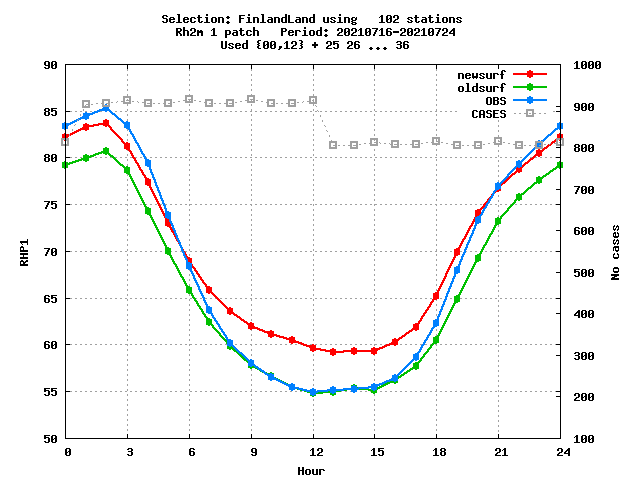 Selection: FinlandLand using   102 stations
Rh2m 1 patch   Period: 20210716-20210724
Used {00,12} + 25 26 ... 36
newsurf
oldsurf
OBS
CASES
90
85
80
75
70
65
60
55
50
1000
900
800
700
600
500
400
300
200
100
RHP1
No cases
0 3 6 9 12 15 18 21 24
Hour